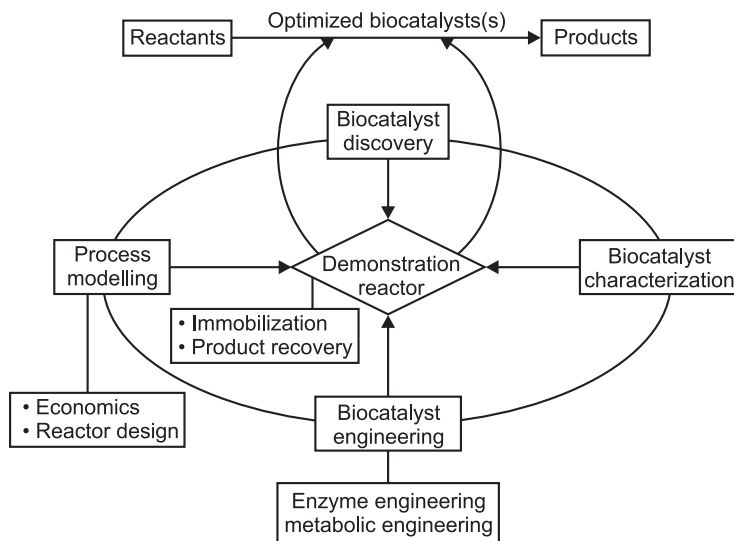 Optimized biocatalysts(s)
Reactants
Products
Biocatalyst
discovery
Process
modelling
Demonstration
reactor
Biocatalyst
characterization
• Immobilization
• Product recovery
• Economics
• Reactor design
Biocatalyst
engineering
Enzyme engineering
metabolic engineering